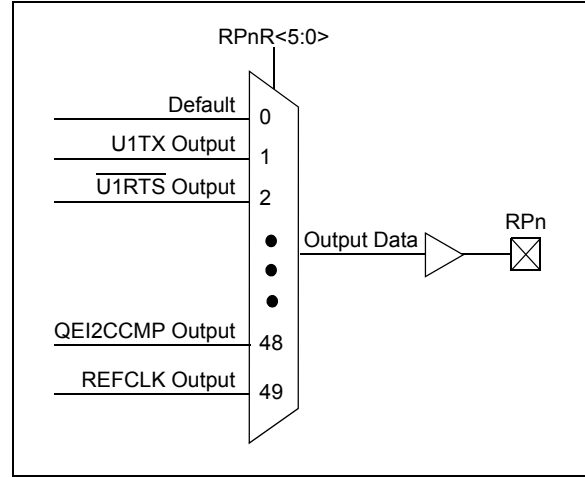 RPnR<5:0>
Default
0
U1TX Output
1
U1RTS Output
2
Output Data
RPn
QEI2CCMP Output
48
REFCLK Output
49